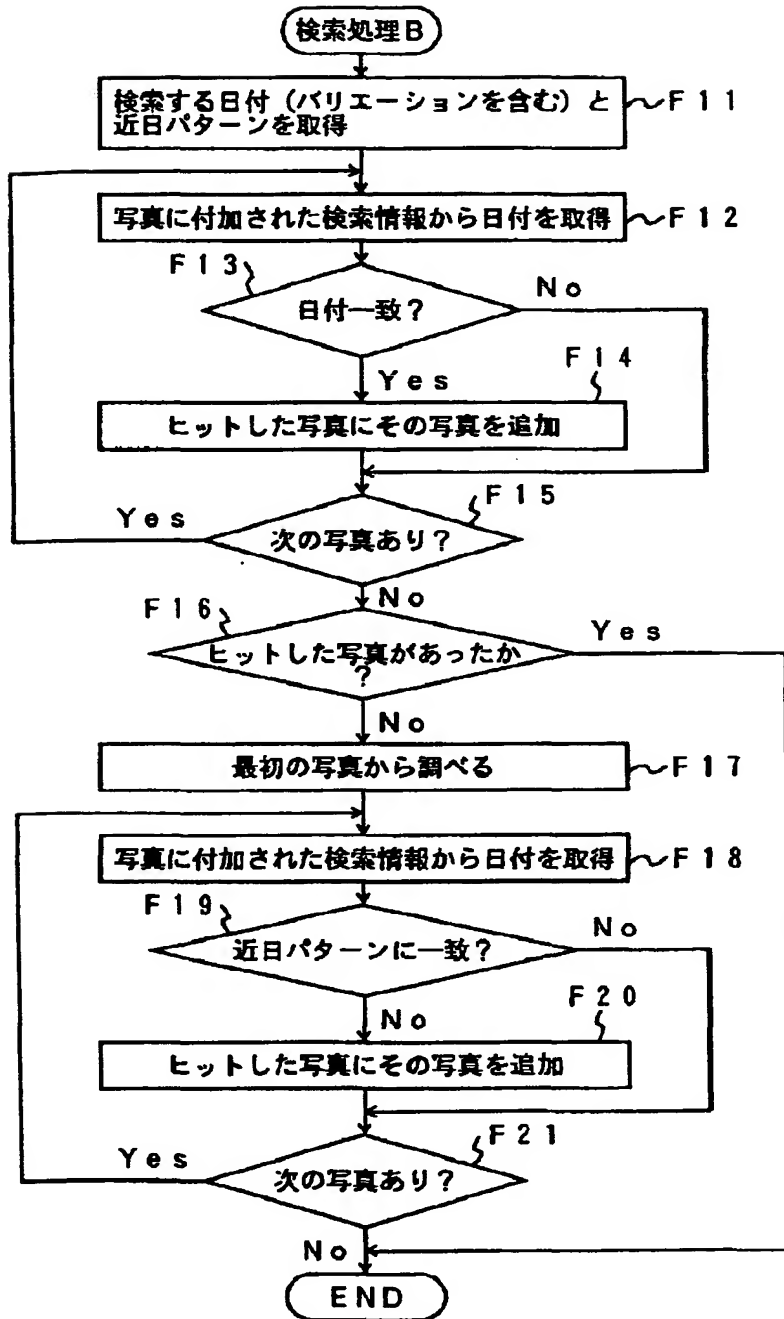 検索処理B
検索する日付(バリエーションを含む)と
近日パターンを取得
F11
写真に付加された検索情報から日付を取得
F12
F13
日付一致?
No
Yes
F14
ヒットした写真にその写真を追加
F15
Yes
次の写真あり?
No
F16
ヒットした写真があったか
?
Yes
No
最初の写真から調べる
F17
写真に付加された検索情報から日付を取得
F18
F19
近日パターンに一致?
No
No
F20
ヒットした写真にその写真を追加
F21
Yes
次の写真あり?
No
END